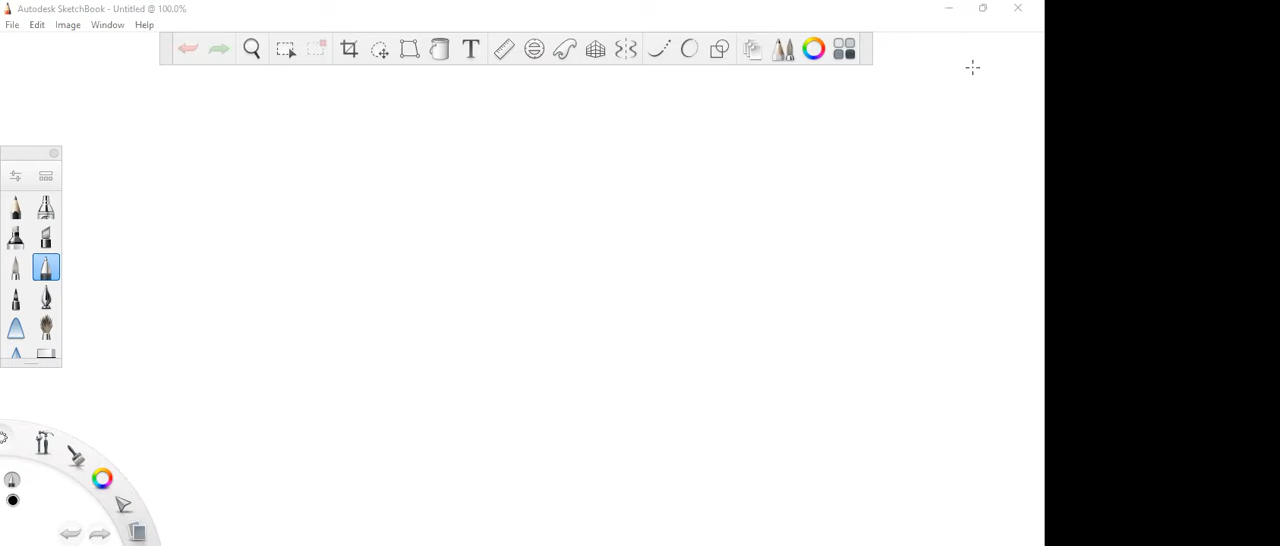 Autodesk SketchBook - Untitled @ 100.0%
File Edit Image Window Help
T